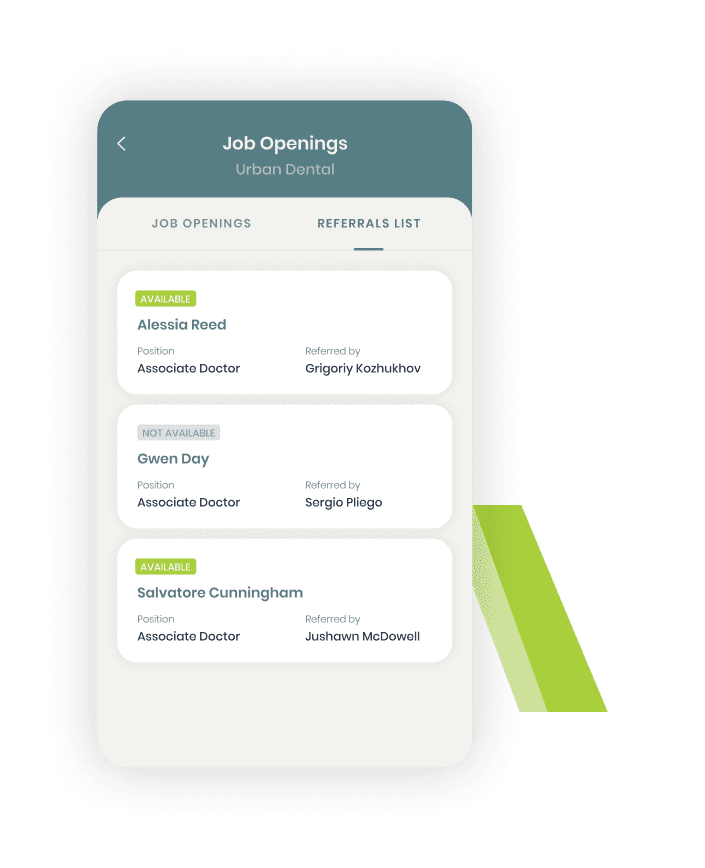 Job Openings
Urban Dental
JOB OPENINGS REFERRALS LIST
AVAILABLE
Alessia Reed
Position Referred by
Associate Doctor Grigoriy Kozhukhov
NOT AVAILABLE
Gwen Day
Position Referred by
Associate Doctor Sergio Pliego
AVAILABLE
Salvatore Cunningham
Position Referred by
Associate Doctor Jushawn McDowell